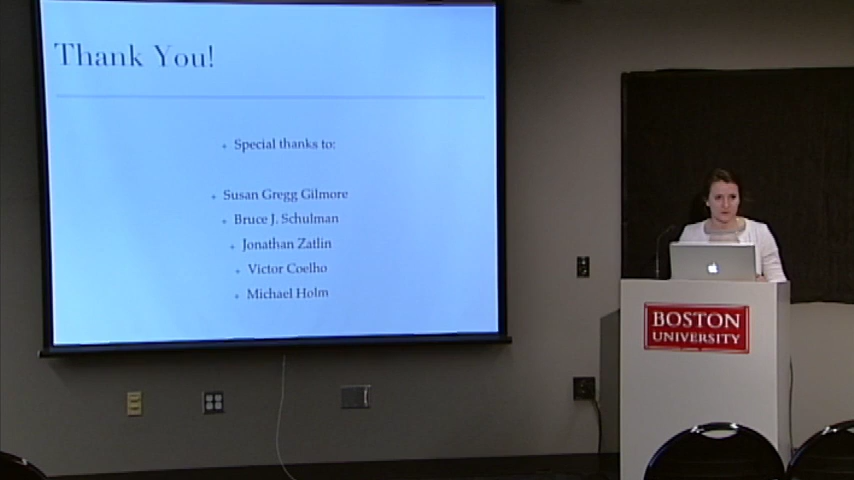 Thank You!
Special thanks to:
Susan Gregg Gilmore
Bruce J. Schulman
Jonathan Zatlin
Victor Coelho
Michael Holm
BOSTON
UNIVERSITY